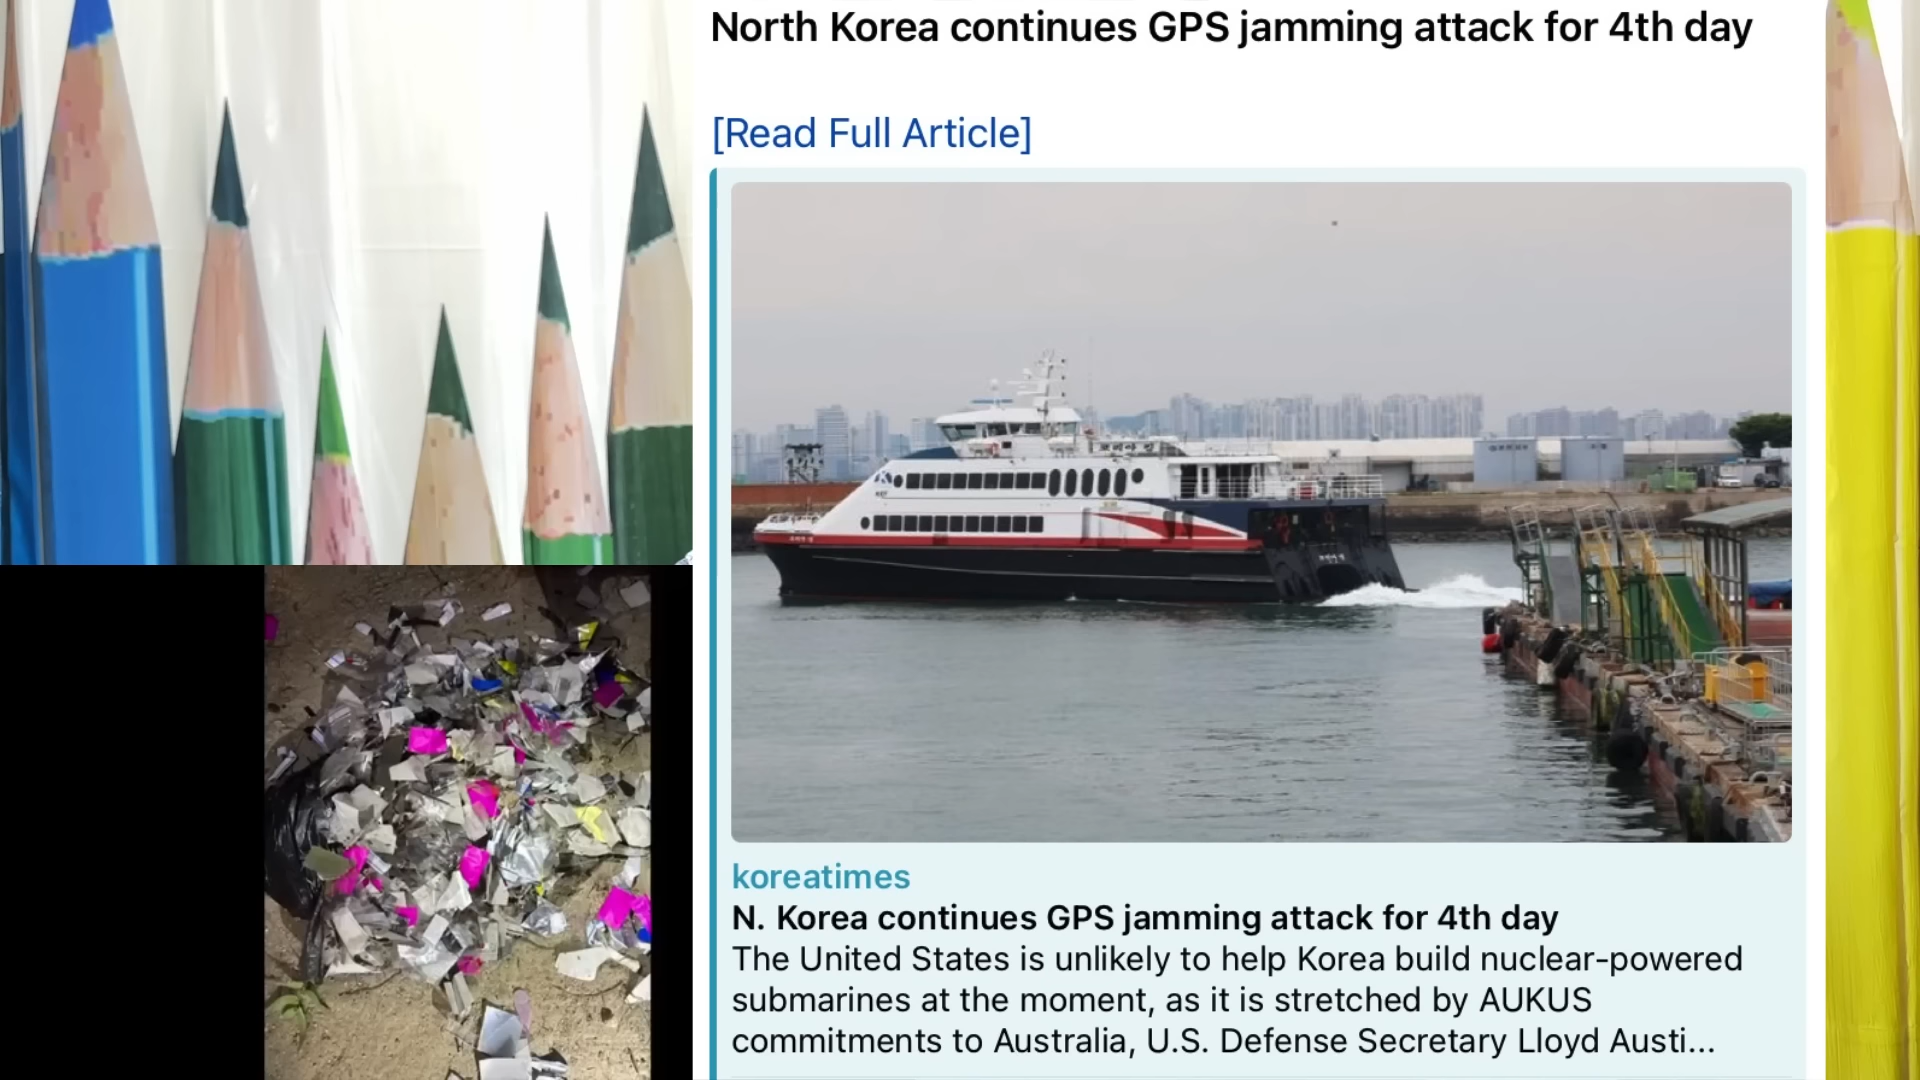 North Korea continues GPS jamming attack for 4th day
[Read Full Article]
koreatimes
N. Korea continues GPS jamming attack for 4th day
The United States is unlikely to help Korea build nuclear-powered
submarines at the moment, as it is stretched by AUKUS
commitments to Australia, U.S. Defense Secretary Lloyd Austi...